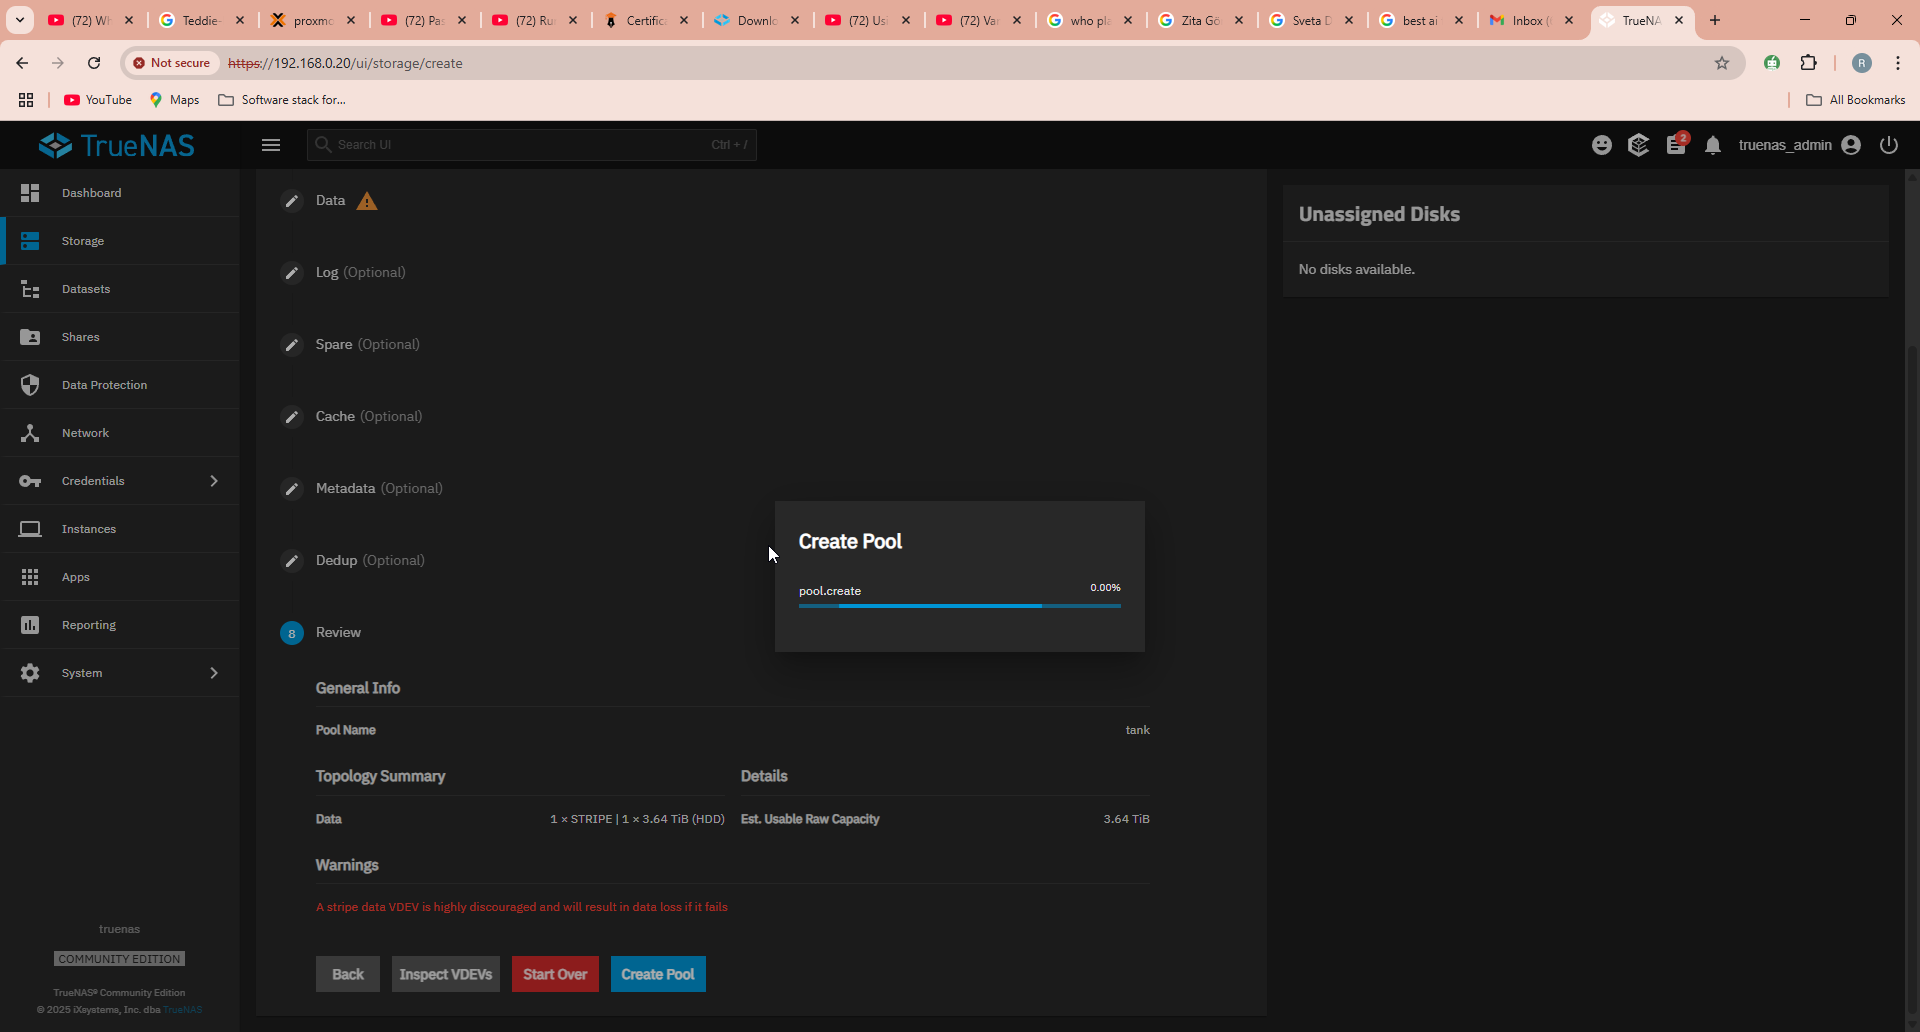 (72) Wh
Teddie-
proxmo
(72) Pas
(72) Ru
Certific
Downlo
(72) Usi
(72) Var
who pla
Zita Gö
Sveta D
best ai
Inbox (
TrueNA
Not secure
https://192.168.0.20/ui/storage/create
R
YouTube
Maps
Software stack for...
All Bookmarks
TrueNAS
Search UI
Ctrl + /
2
truenas_admin
Dashboard
Storage
Datasets
Shares
Data Protection
Network
Credentials
Instances
Apps
Reporting
System
truenas
COMMUNITY EDITION
TrueNAS® Community Edition
© 2025 iXsystems, Inc. dba TrueNAS
Data
Log (Optional)
Spare (Optional)
Cache (Optional)
Metadata (Optional)
Dedup (Optional)
8 Review
General Info
Pool Name tank
Topology Summary
Data 1 × STRIPE | 1 × 3.64 TiB (HDD)
Details
Est. Usable Raw Capacity 3.64 TiB
Warnings
A stripe data VDEV is highly discouraged and will result in data loss if it fails
Back
Inspect VDEVs
Start Over
Create Pool
Create Pool
pool.create 0.00%
Unassigned Disks
No disks available.